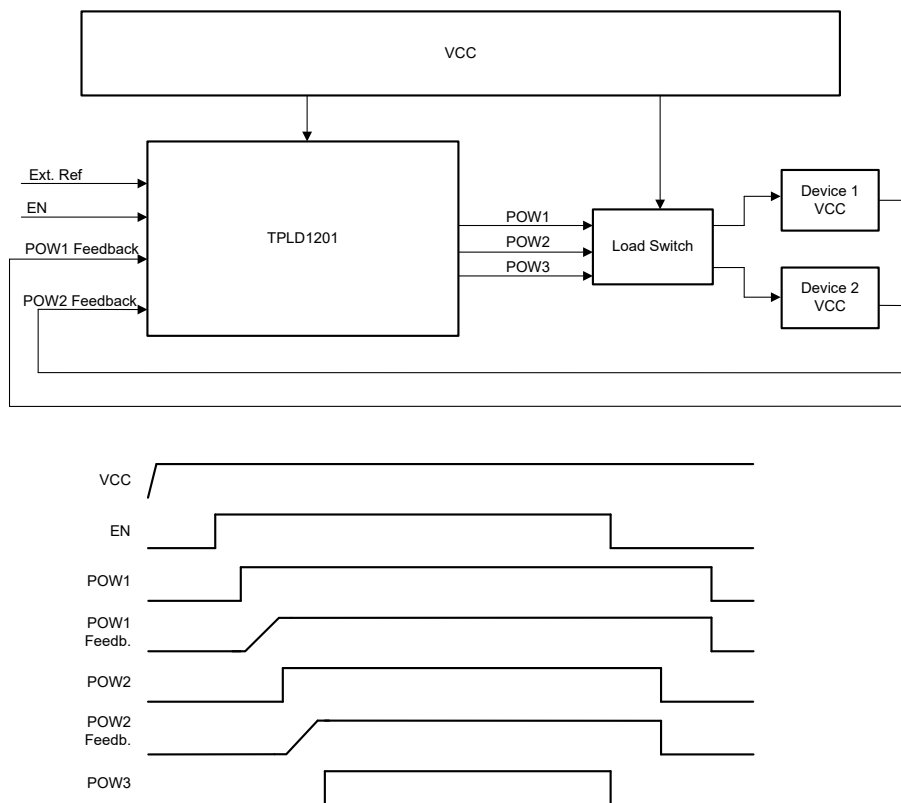 VCC
Ext. Ref
EN
POW1 Feedback
POW2 Feedback
TPLD1201
POW1
POW2
POW3
Load Switch
Device 1
VCC
Device 2
VCC
VCC
EN
POW1
POW1
Feedb.
POW2
POW2
Feedb.
POW3